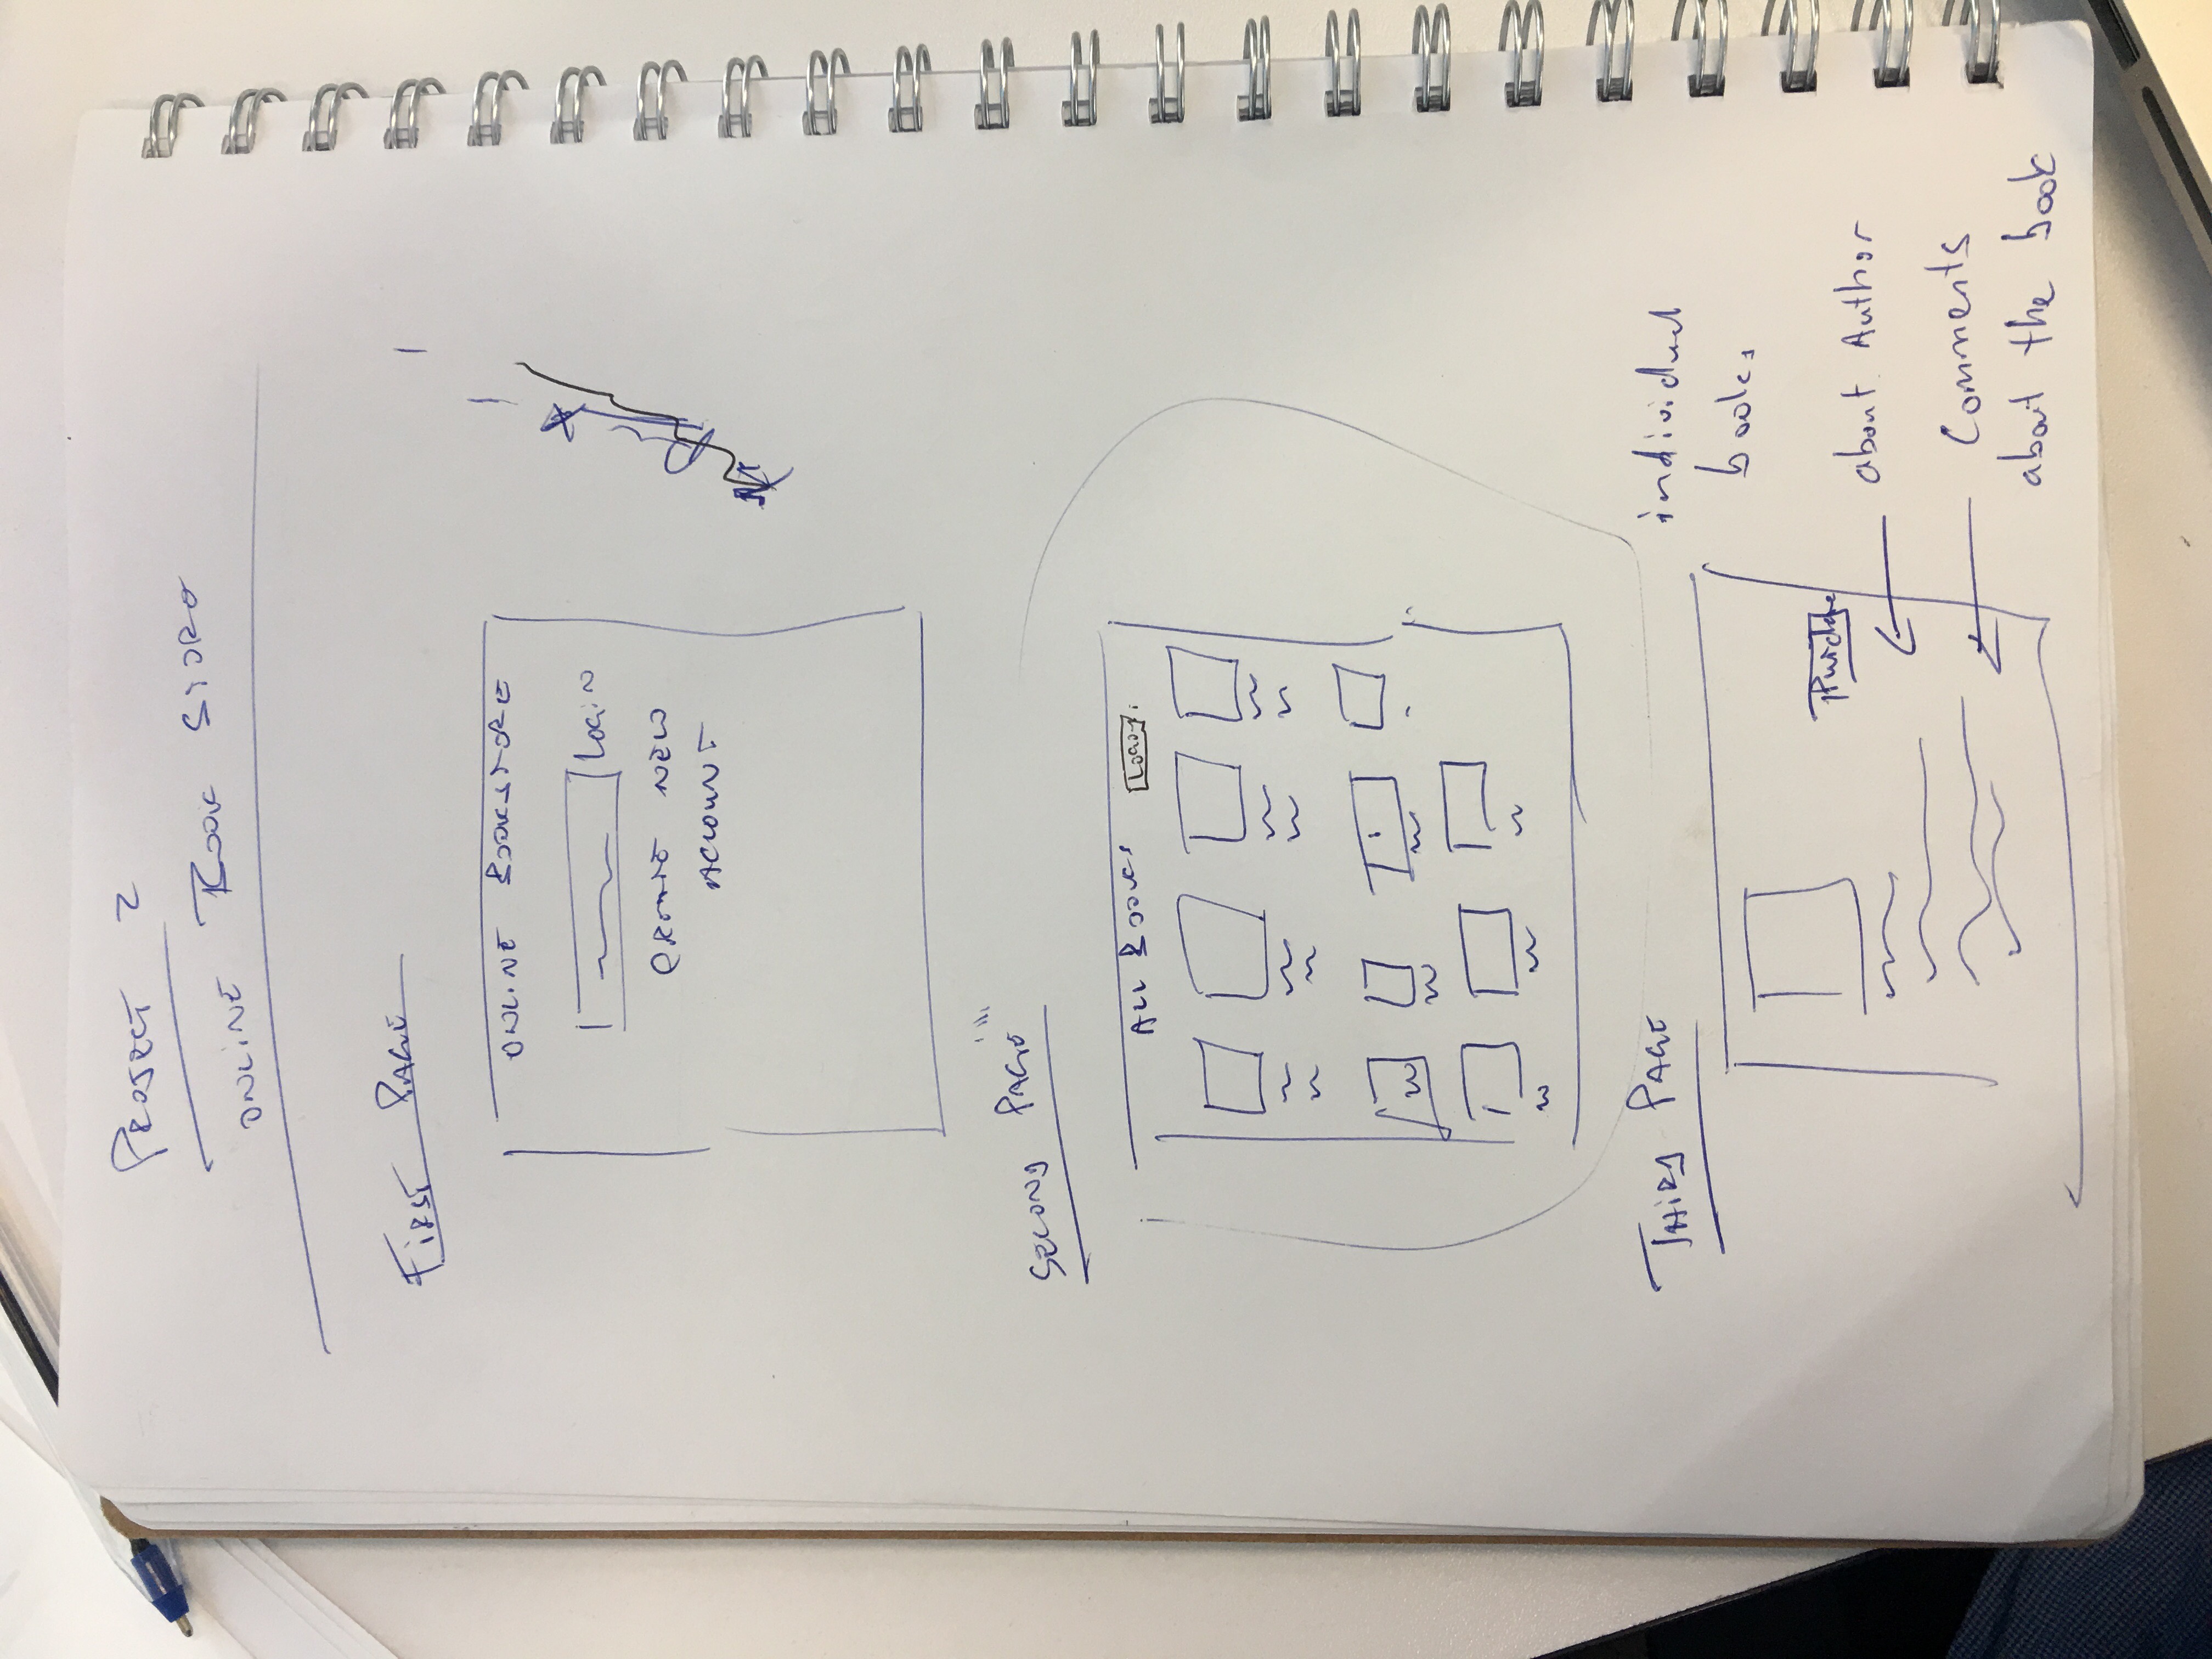 PROJECT 2
ONLINE BOOK STORE
FIRST PAGE
ONLINE BOOKSTORE
Login
CREATE NEW
ACCOUNT
SECOND PAGE
ALL BOOKS
THIRD PAGE
individual
books
Purchase
about Author
Comments
about the book